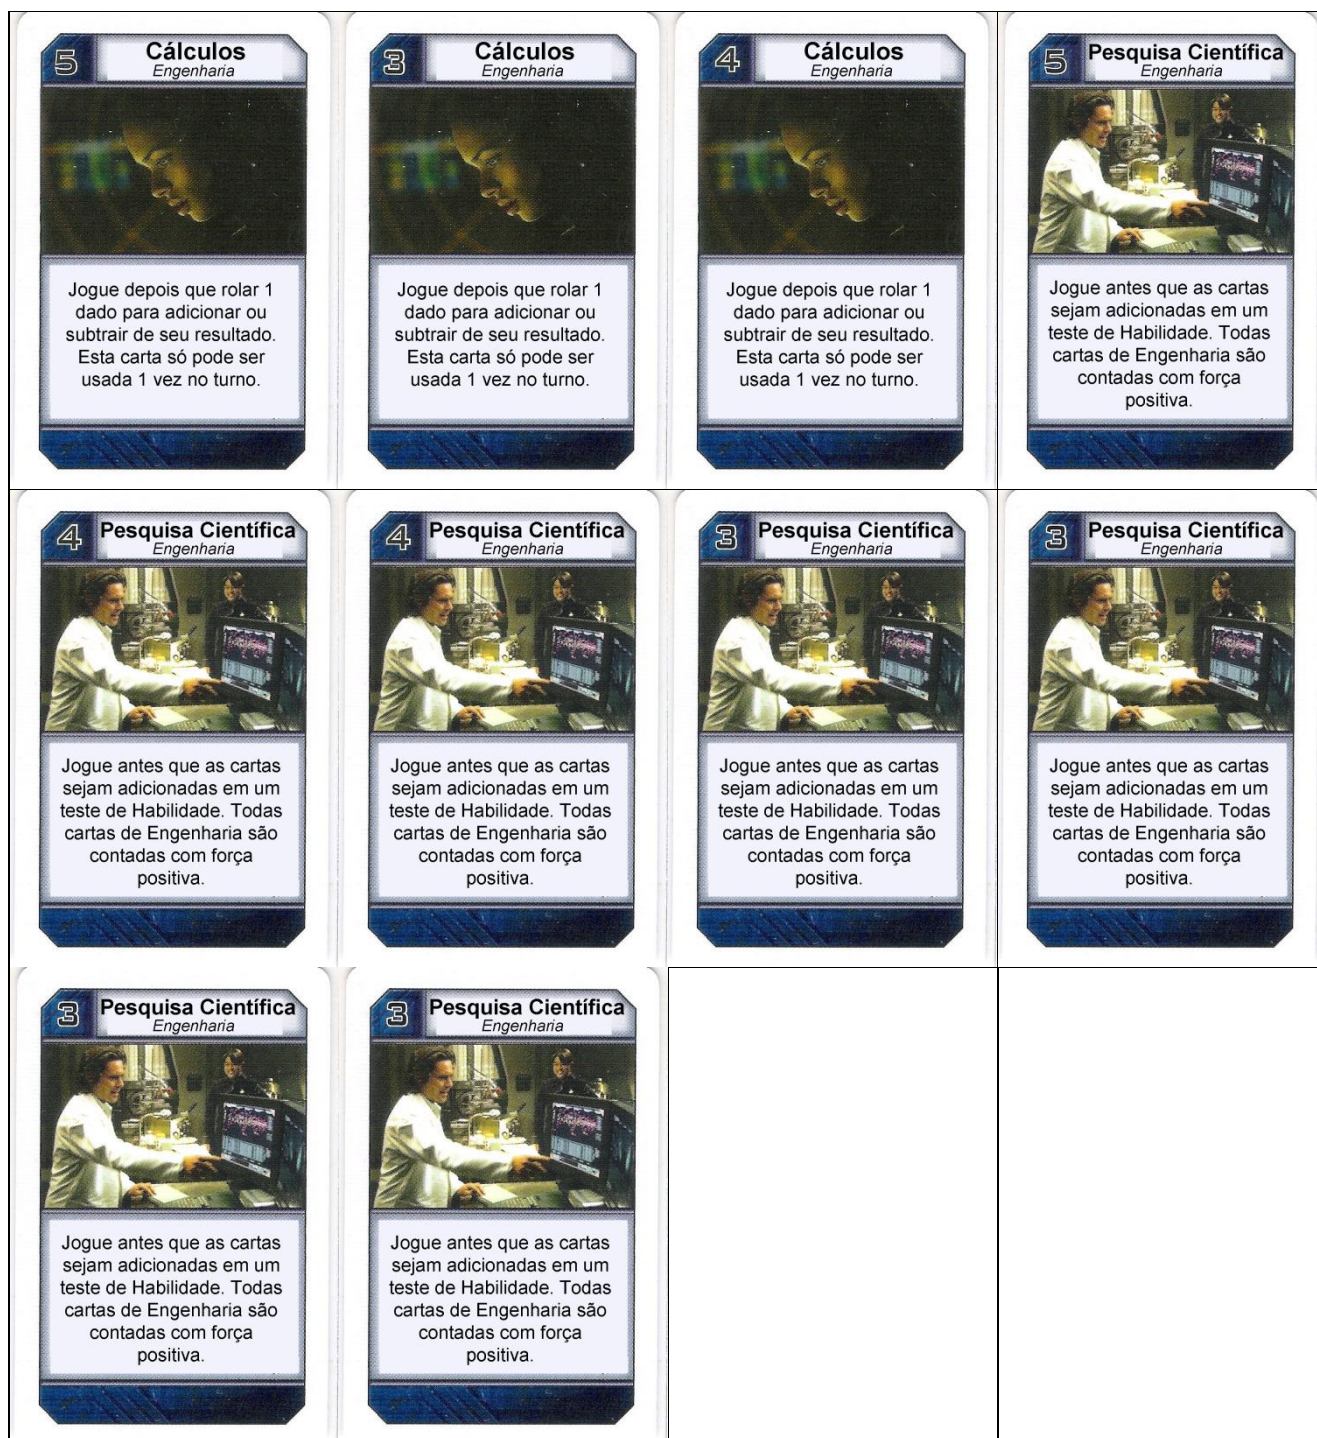 5
Cálculos
Engenharia
Jogue depois que rolar 1
dado para adicionar ou
subtrair de seu resultado.
Esta carta só pode ser
usada 1 vez no turno.
3
Cálculos
Engenharia
Jogue depois que rolar 1
dado para adicionar ou
subtrair de seu resultado.
Esta carta só pode ser
usada 1 vez no turno.
4
Cálculos
Engenharia
Jogue depois que rolar 1
dado para adicionar ou
subtrair de seu resultado.
Esta carta só pode ser
usada 1 vez no turno.
5
Pesquisa Científica
Engenharia
Jogue antes que as cartas
sejam adicionadas em um
teste de Habilidade. Todas
cartas de Engenharia são
contadas com força
positiva.
4
Pesquisa Científica
Engenharia
Jogue antes que as cartas
sejam adicionadas em um
teste de Habilidade. Todas
cartas de Engenharia são
contadas com força
positiva.
4
Pesquisa Científica
Engenharia
Jogue antes que as cartas
sejam adicionadas em um
teste de Habilidade. Todas
cartas de Engenharia são
contadas com força
positiva.
3
Pesquisa Científica
Engenharia
Jogue antes que as cartas
sejam adicionadas em um
teste de Habilidade. Todas
cartas de Engenharia são
contadas com força
positiva.
3
Pesquisa Científica
Engenharia
Jogue antes que as cartas
sejam adicionadas em um
teste de Habilidade. Todas
cartas de Engenharia são
contadas com força
positiva.
3
Pesquisa Científica
Engenharia
Jogue antes que as cartas
sejam adicionadas em um
teste de Habilidade. Todas
cartas de Engenharia são
contadas com força
positiva.
3
Pesquisa Científica
Engenharia
Jogue antes que as cartas
sejam adicionadas em um
teste de Habilidade. Todas
cartas de Engenharia são
contadas com força
positiva.